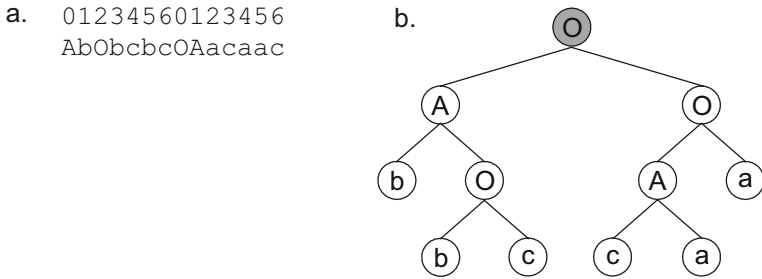 a. 01234560123456
AbObcbcOAacaac
b.
O
A O
b O A a
b c c a